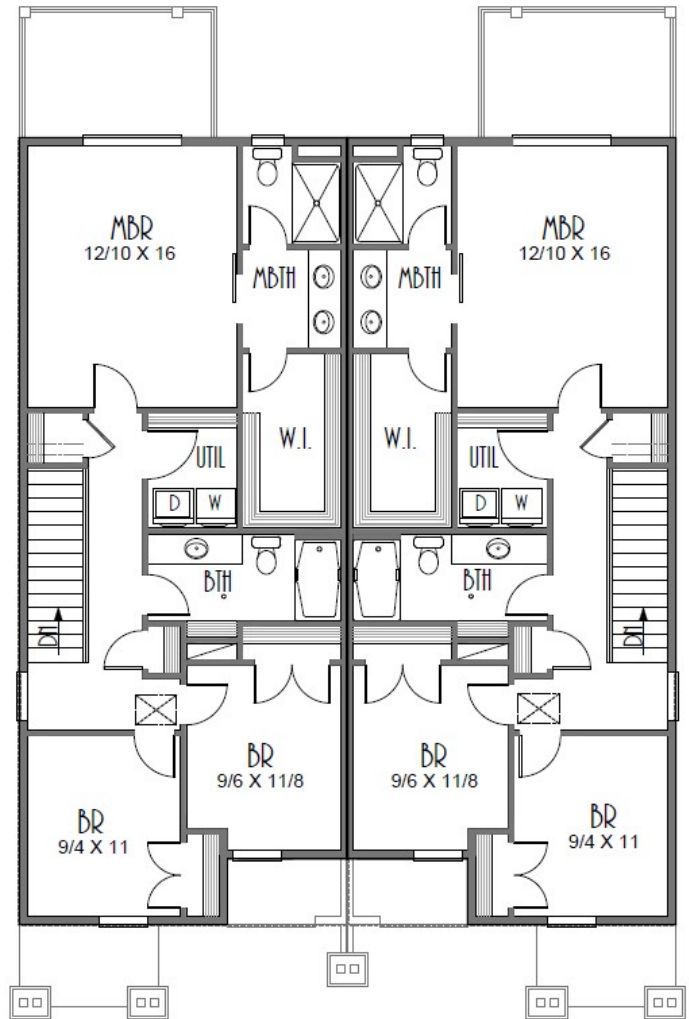 MBR
12/10 X 16
MBTH
MBTH
MBR
12/10 X 16
W.I.
W.I.
UTIL
D W
UTIL
D W
BTH
BTH
DN
DN
BR
9/6 X 11/8
BR
9/6 X 11/8
BR
9/4 X 11
BR
9/4 X 11